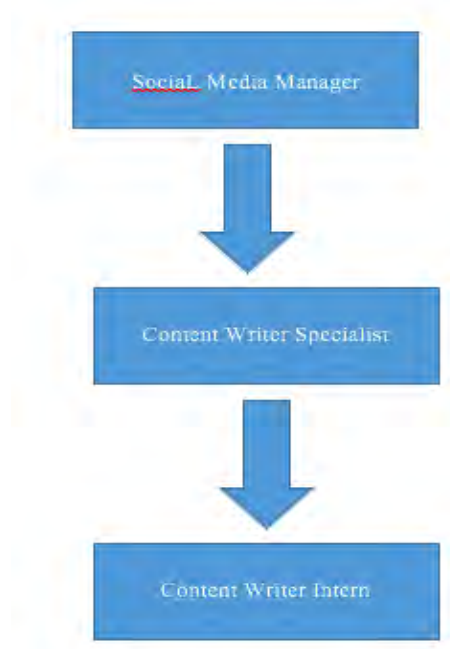 SociaL Media Manager
Content Writer Specialist
Content Writer Intern